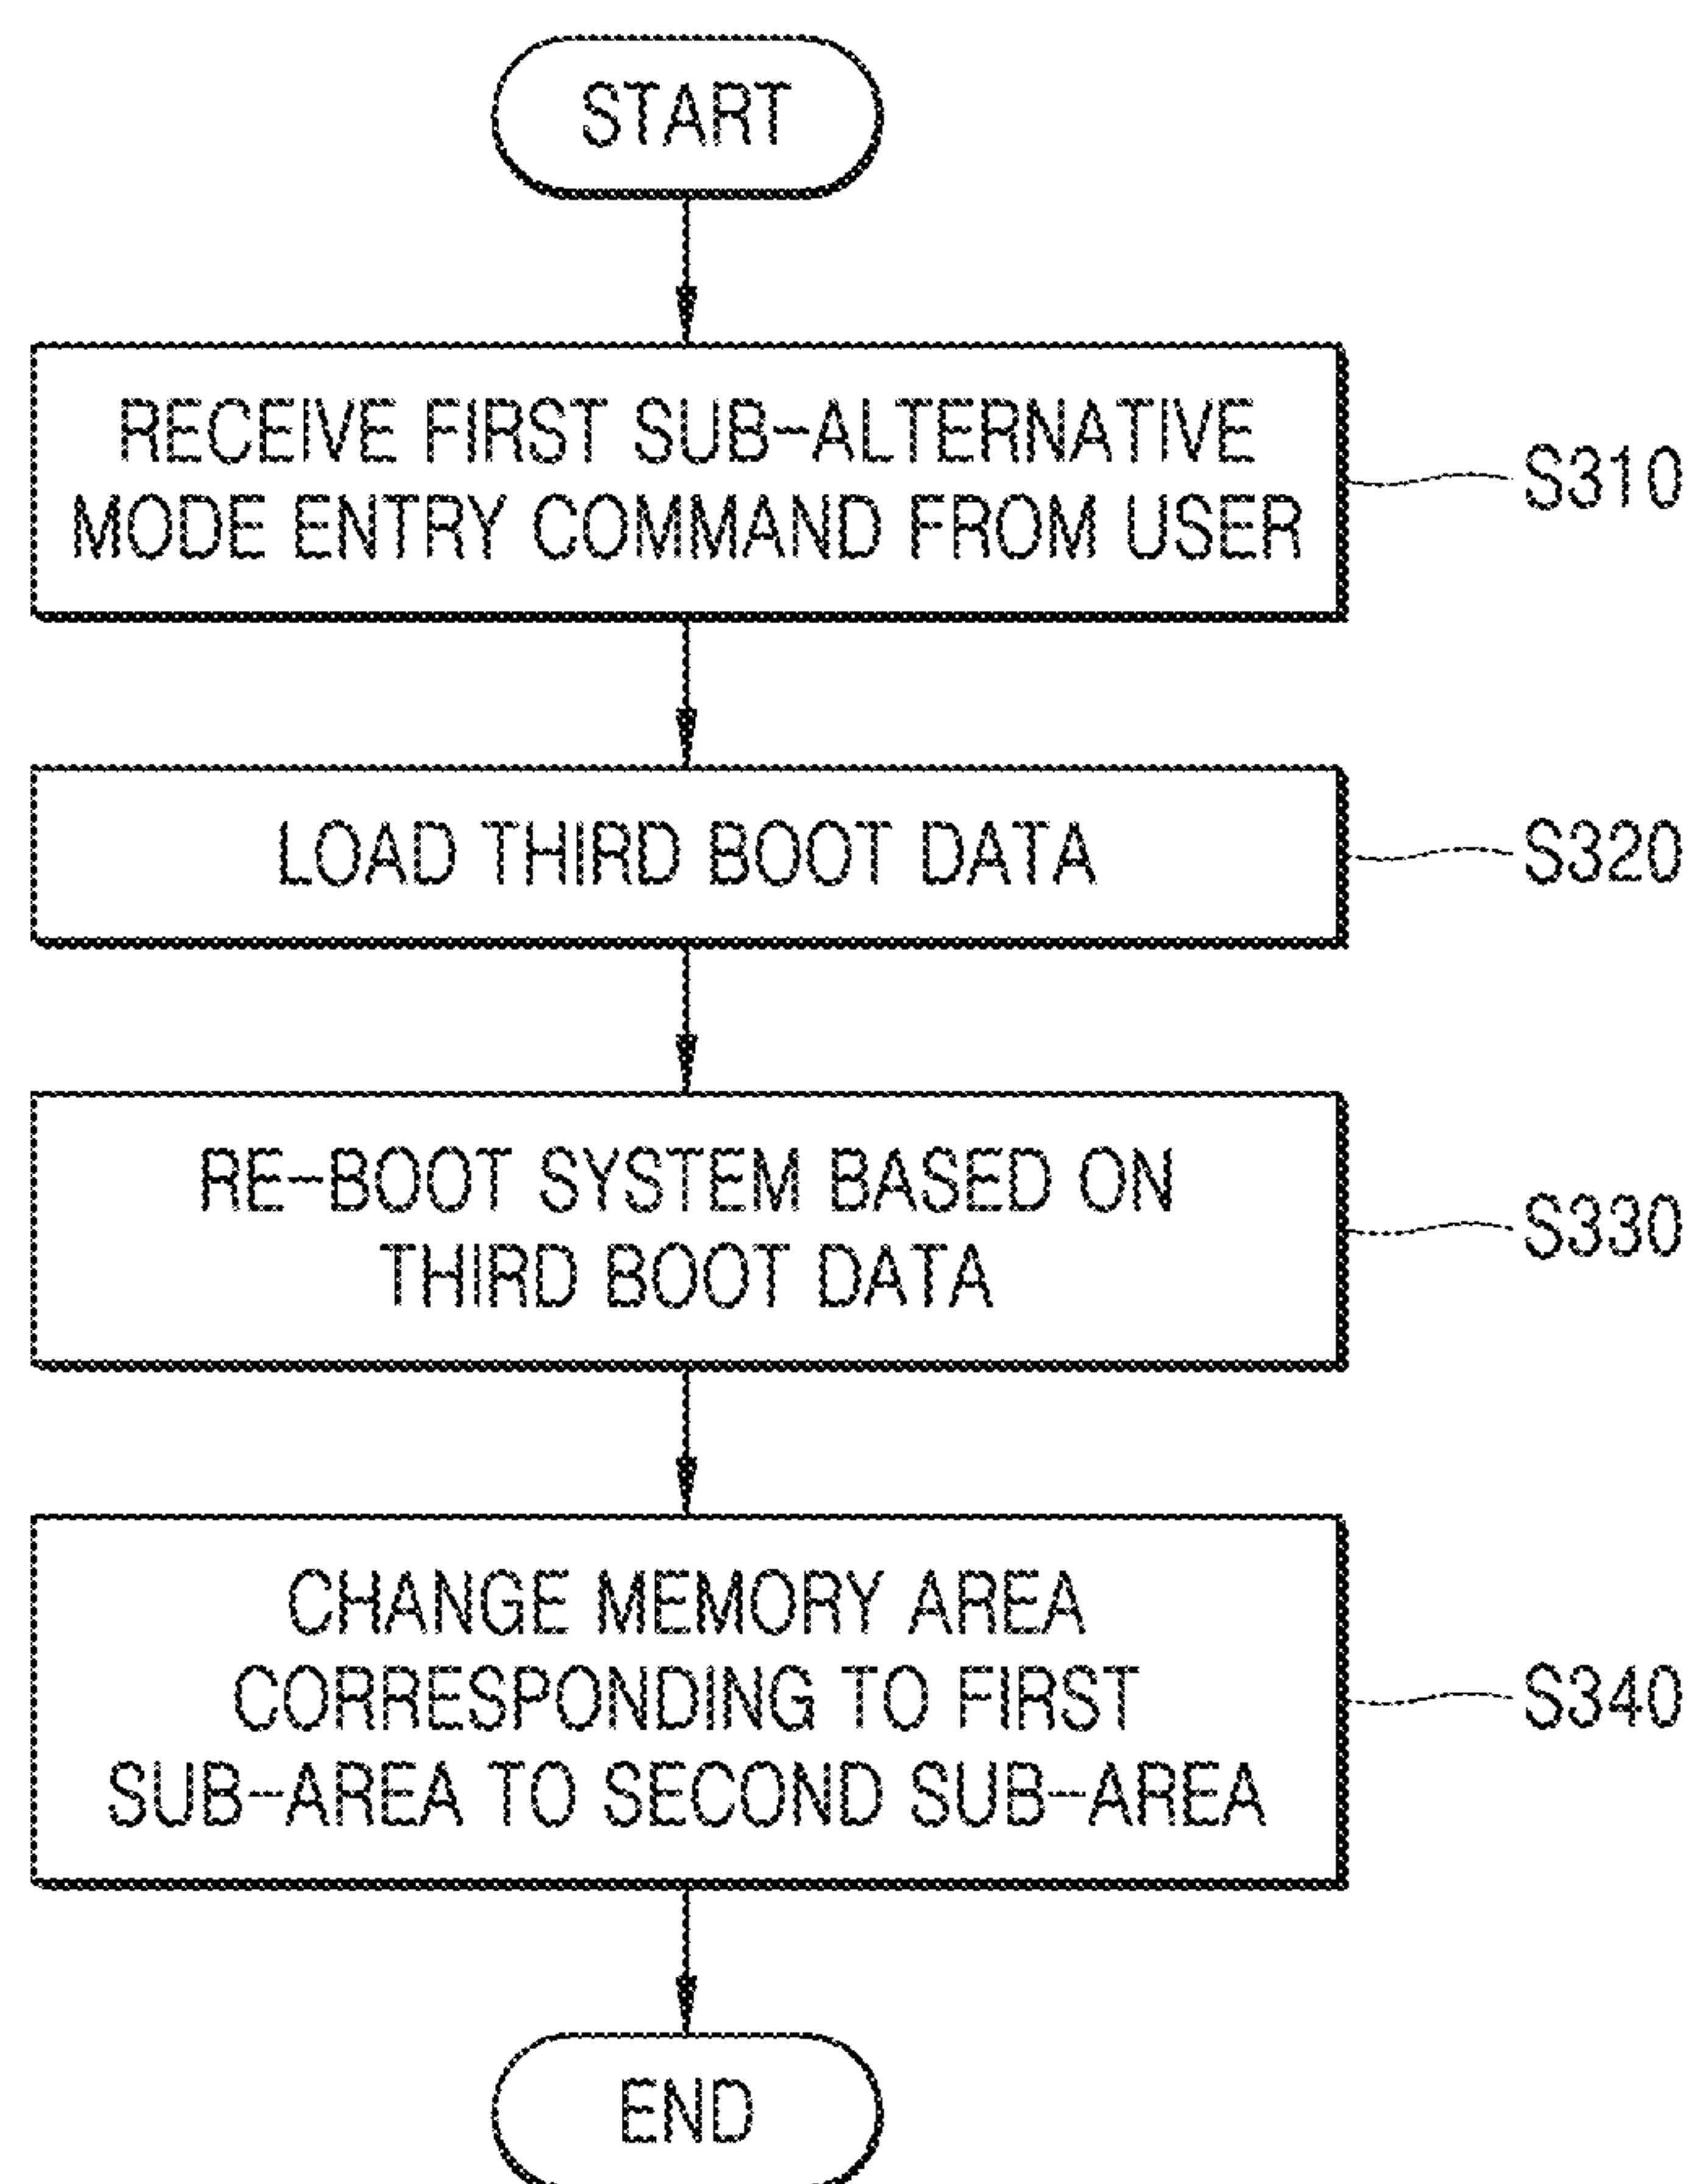 START
RECEIVE FIRST SUB-ALTERNATIVE
MODE ENTRY COMMAND FROM USER
S310
LOAD THIRD BOOT DATA
S320
RE-BOOT SYSTEM BASED ON
THIRD BOOT DATA
S330
CHANGE MEMORY AREA
CORRESPONDING TO FIRST
SUB-AREA TO SECOND SUB-AREA
S340
END